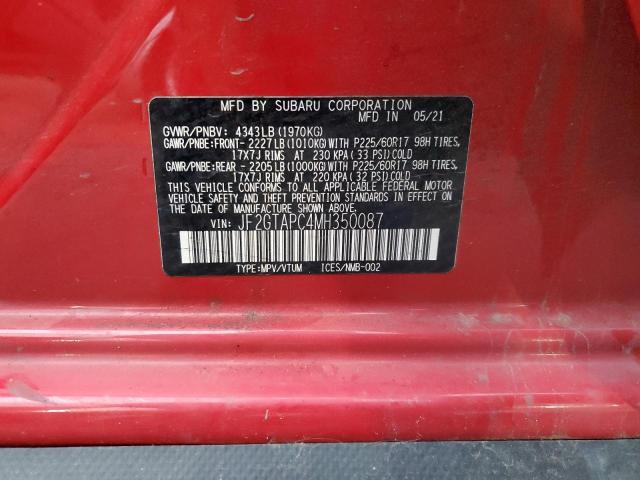 MFD BY SUBARU CORPORATION
MFD IN 05/21
GVWR/PNBV: 4343LB(1970KG)
GAWR/PNBE:FRONT- 2227LB(1010KG)WITH P225/60R17 98H TIRES,
17X7J RIMS AT 230 KPA(33 PSI)COLD
GAWR/PNBE:REAR - 2205LB(1000KG)WITH P225/60R17 98H TIRES,
17X7J RIMS AT 220 KPA(32 PSI)COLD
THIS VEHICLE CONFORMS TO ALL APPLICABLE FEDERAL MOTOR
VEHICLE SAFETY AND THEFT PREVENTION STANDARDS IN EFFECT ON THE
DATE OF MANUFACTURE SHOWN ABOVE.
VIN: JF2GTAPC4MH350087
TYPE:MPV/VTUM ICES/NMB-002